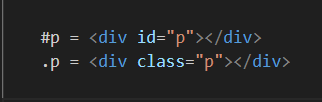 #p = <div id="p"></div>
.p = <div class="p"></div>